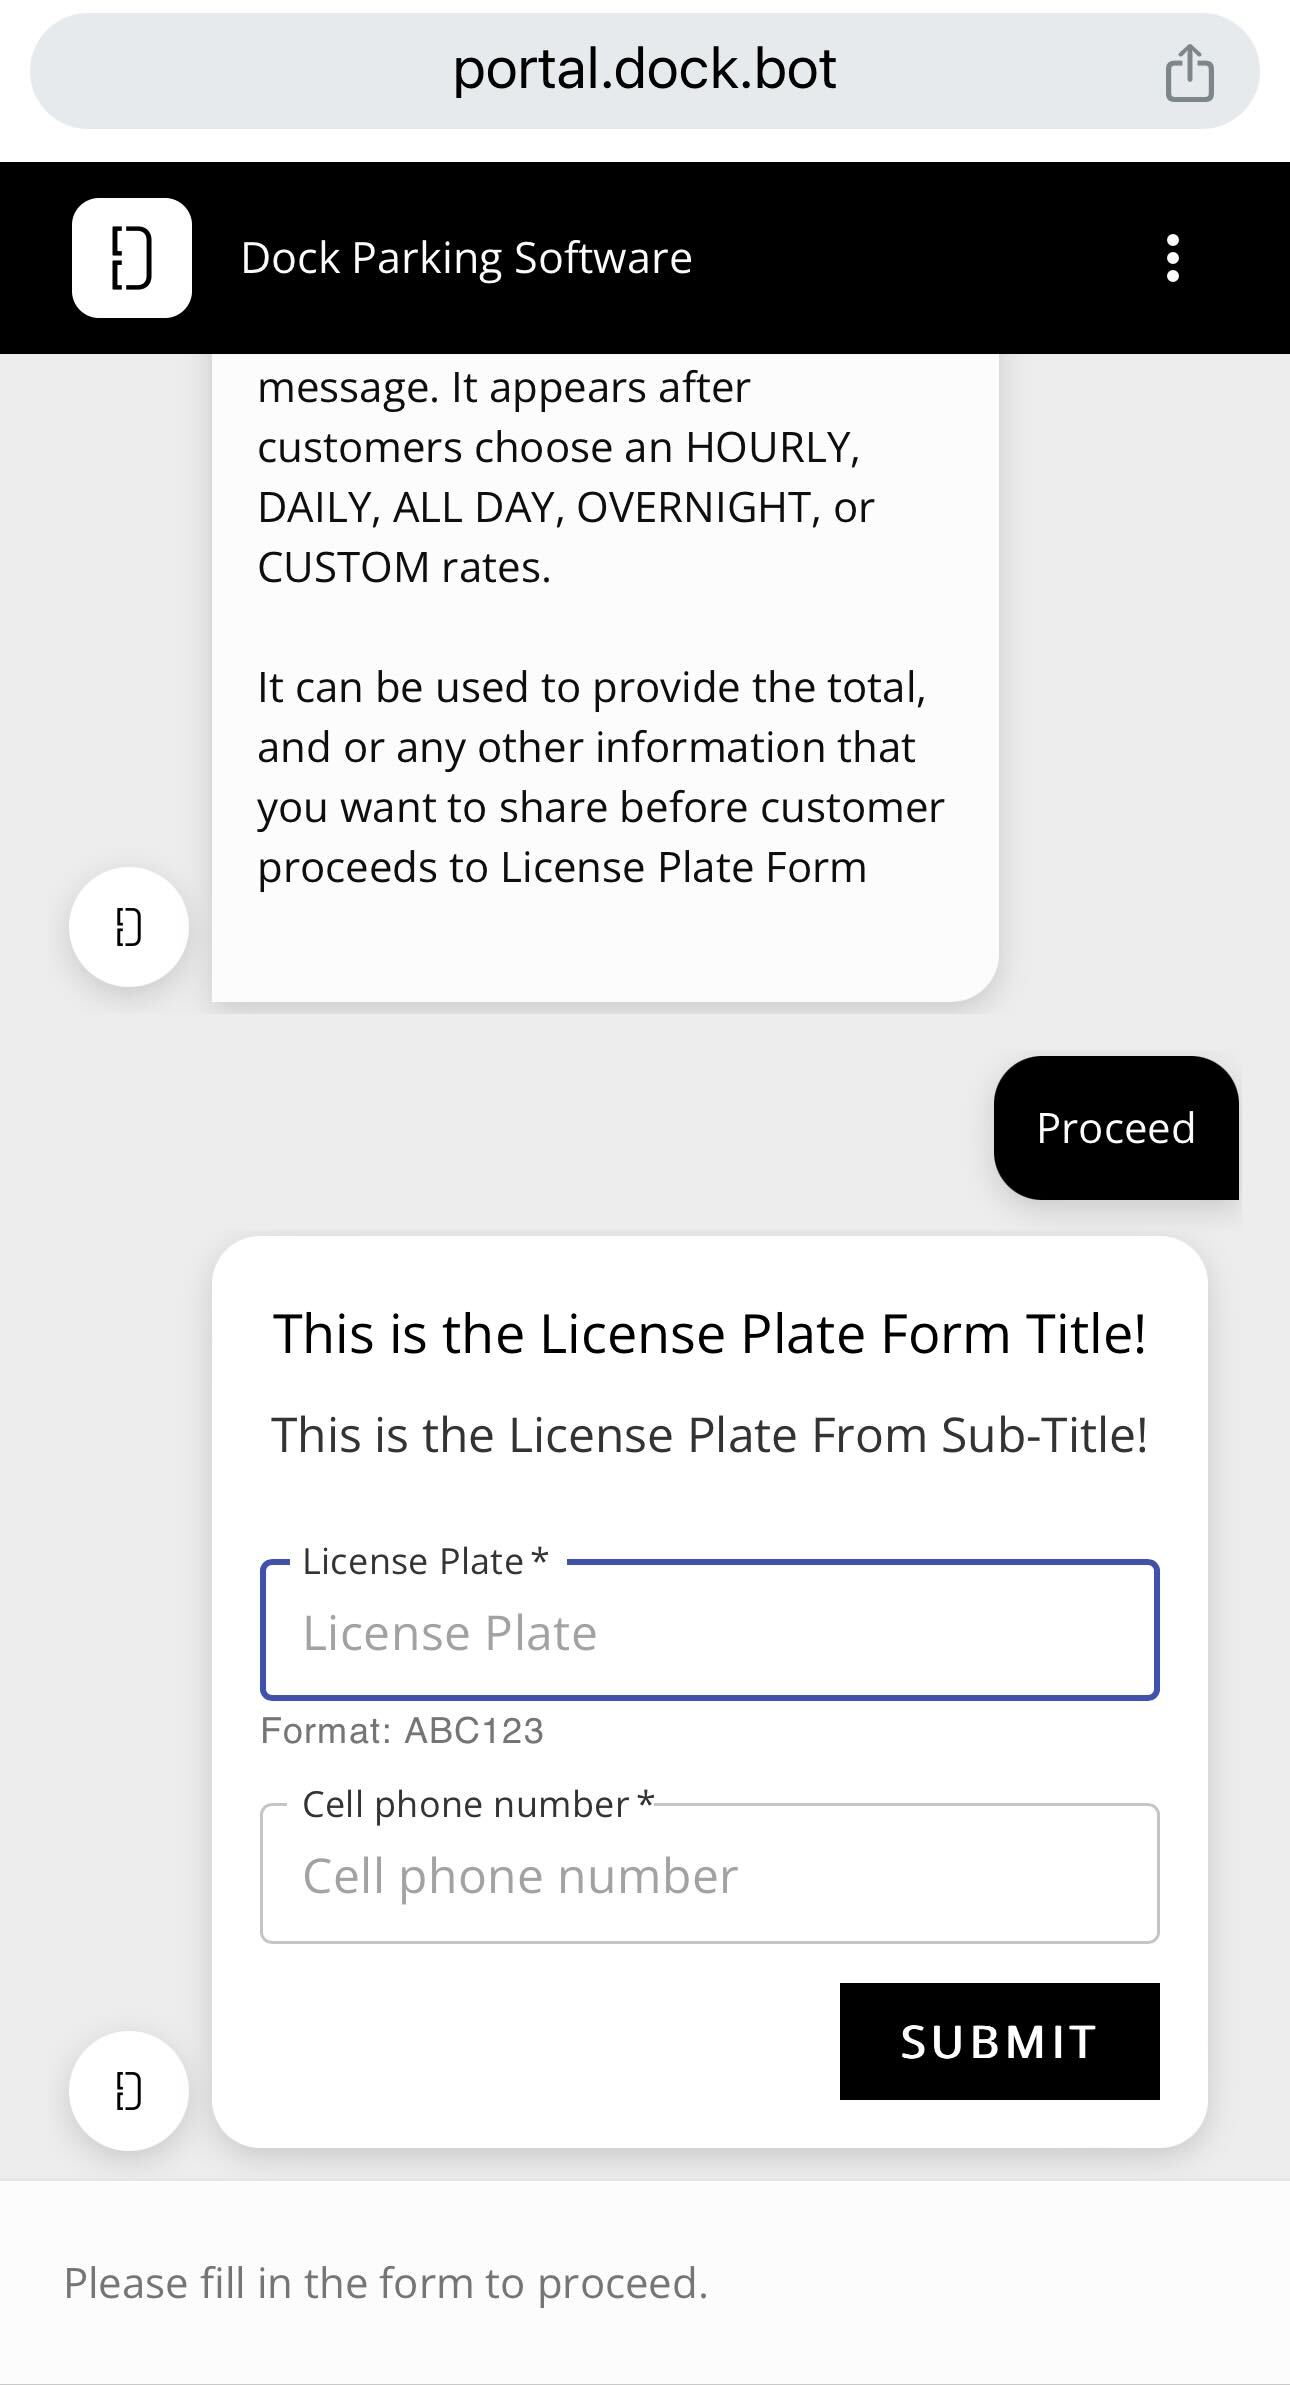 portal.dock.bot
Dock Parking Software
message. It appears after
customers choose an HOURLY,
DAILY, ALL DAY, OVERNIGHT, or
CUSTOM rates.
It can be used to provide the total,
and or any other information that
you want to share before customer
proceeds to License Plate Form
Proceed
This is the License Plate Form Title!
This is the License Plate From Sub-Title!
License Plate *
License Plate
Format: ABC123
Cell phone number *
Cell phone number
SUBMIT
Please fill in the form to proceed.